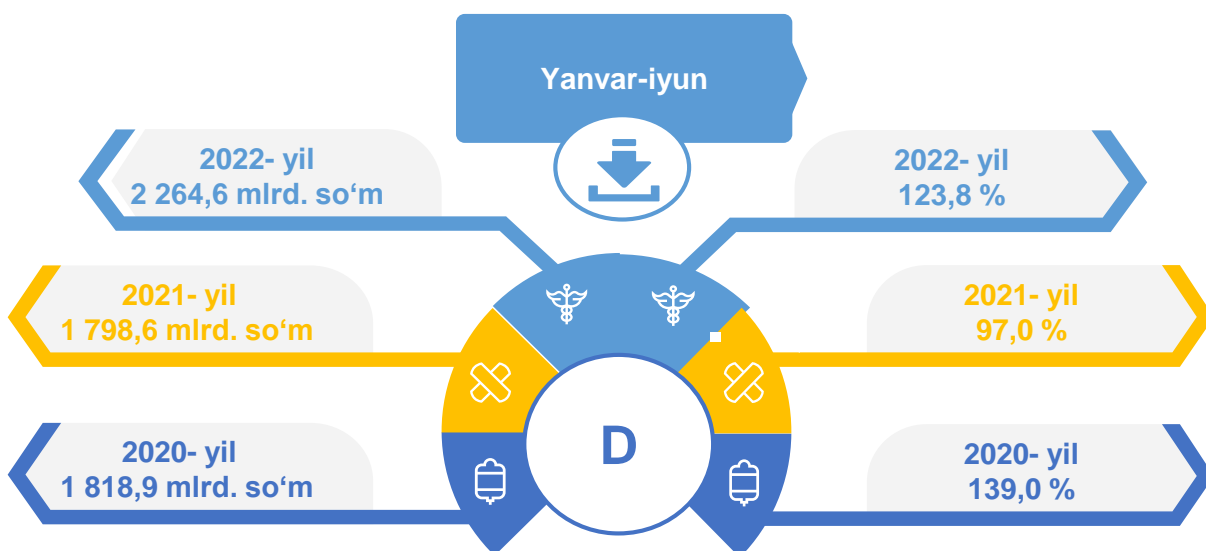 Yanvar-iyun
2022- yil
2 264,6 mlrd. so‘m
2022- yil
123,8 %
2021- yil
1 798,6 mlrd. so‘m
2021- yil
97,0 %
D
2020- yil
1 818,9 mlrd. so‘m
2020- yil
139,0 %